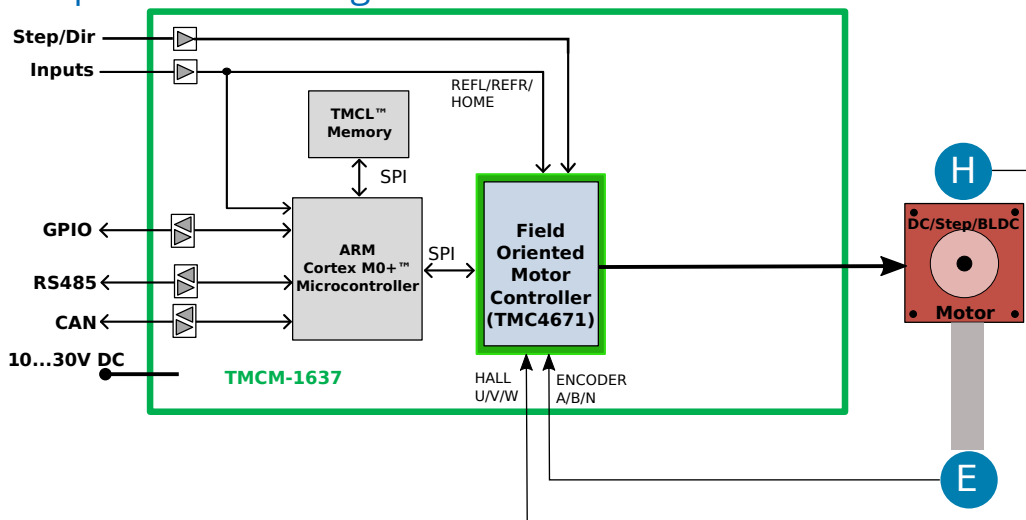 Step/Dir
Inputs
REFL/REFR/
HOME
TMCL™
Memory
SPI
H
DC/Step/BLDC
GPIO
ARM
Cortex M0+™
Microcontroller
SPI
Field
Oriented
Motor
Controller
(TMC4671)
RS485
CAN
Motor
10...30V DC
TMCM-1637
HALL
U/V/W
ENCODER
A/B/N
E